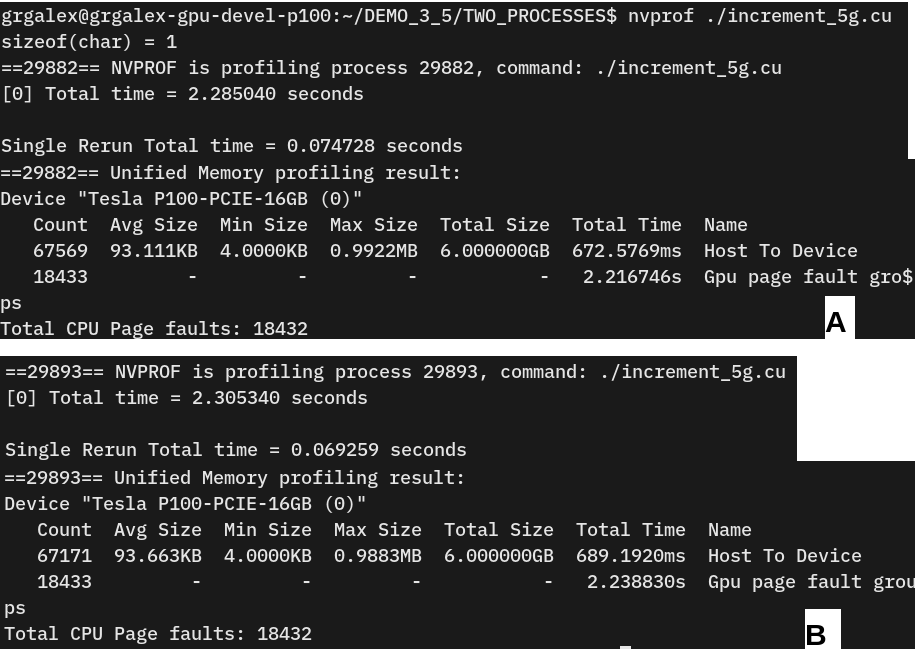 grgalex@grgalex-gpu-devel-p100:~/DEMO_3_5/TWO_PROCESSES$ nvprof ./increment_5g.cu
sizeof(char) = 1
==29882== NVPROF is profiling process 29882, command: ./increment_5g.cu
[0] Total time = 2.285040 seconds
Single Rerun Total time = 0.074728 seconds
==29882== Unified Memory profiling result:
Device "Tesla P100-PCIE-16GB (0)"
Count  Avg Size  Min Size  Max Size  Total Size  Total Time  Name
67569  93.111KB  4.0000KB  0.9922MB  6.000000GB  672.5769ms  Host To Device
18433         -         -         -           -   2.216746s  Gpu page fault gro$
ps
Total CPU Page faults: 18432
A
==29893== NVPROF is profiling process 29893, command: ./increment_5g.cu
[0] Total time = 2.305340 seconds
Single Rerun Total time = 0.069259 seconds
==29893== Unified Memory profiling result:
Device "Tesla P100-PCIE-16GB (0)"
Count  Avg Size  Min Size  Max Size  Total Size  Total Time  Name
67171  93.663KB  4.0000KB  0.9883MB  6.000000GB  689.1920ms  Host To Device
18433         -         -         -           -   2.238830s  Gpu page fault grou
ps
Total CPU Page faults: 18432
B